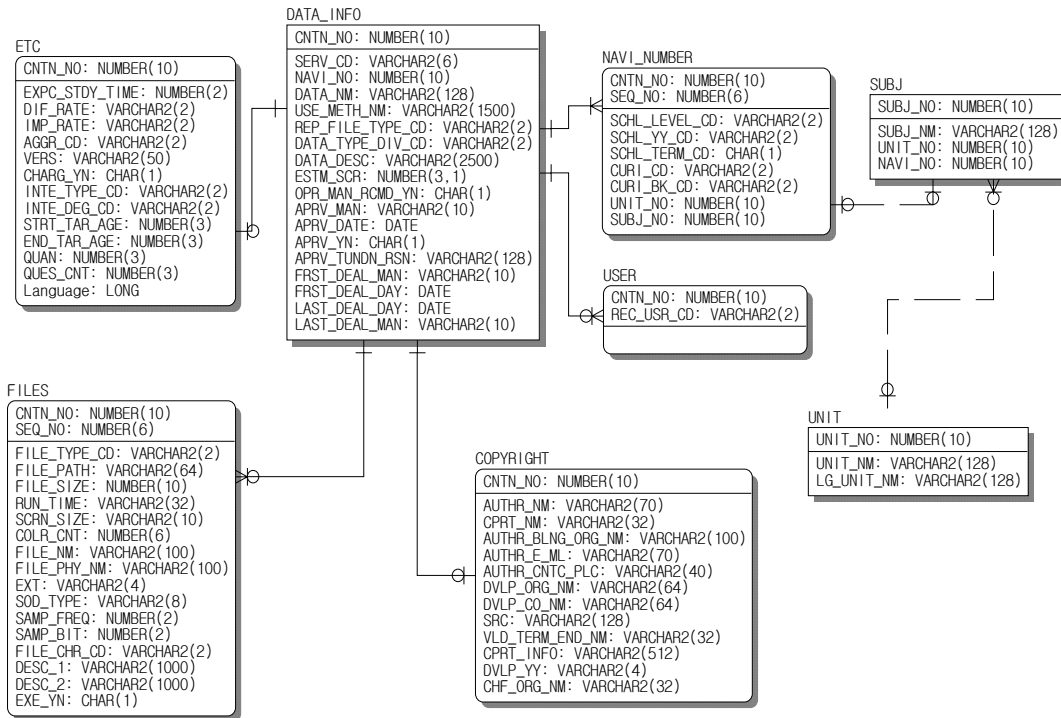 ETC
CNTN_NO: NUMBER(10)
EXPC_STDY_TIME: NUMBER(2)
DIF_RATE: VARCHAR2(2)
IMP_RATE: VARCHAR2(2)
AGGR_CD: VARCHAR2(2)
VERS: VARCHAR2(50)
CHARG_YN: CHAR(1)
INTE_TYPE_CD: VARCHAR2(2)
INTE_DEG_CD: VARCHAR2(2)
STRT_TAR_AGE: NUMBER(3)
END_TAR_AGE: NUMBER(3)
QUAN: NUMBER(3)
QUES_CNT: NUMBER(3)
Language: LONG
DATA_INFO
CNTN_NO: NUMBER(10)
SERV_CD: VARCHAR2(6)
NAVI_NO: NUMBER(10)
DATA_NM: VARCHAR2(128)
USE_METH_NM: VARCHAR2(1500)
REP_FILE_TYPE_CD: VARCHAR2(2)
DATA_TYPE_DIV_CD: VARCHAR2(2)
DATA_DESC: VARCHAR2(2500)
ESTM_SCR: NUMBER(3,1)
OPR_MAN_RCMD_YN: CHAR(1)
APRV_MAN: VARCHAR2(10)
APRV_DATE: DATE
APRV_YN: CHAR(1)
APRV_TUNDN_RSN: VARCHAR2(128)
FRST_DEAL_MAN: VARCHAR2(10)
FRST_DEAL_DAY: DATE
LAST_DEAL_DAY: DATE
LAST_DEAL_MAN: VARCHAR2(10)
NAVI_NUMBER
CNTN_NO: NUMBER(10)
SEQ_NO: NUMBER(6)
SCHL_LEVEL_CD: VARCHAR2(2)
SCHL_YY_CD: VARCHAR2(2)
SCHL_TERM_CD: CHAR(1)
CURI_CD: VARCHAR2(2)
CURI_BK_CD: VARCHAR2(2)
UNIT_NO: NUMBER(10)
SUBJ_NO: NUMBER(10)
SUBJ
SUBJ_NO: NUMBER(10)
SUBJ_NM: VARCHAR2(128)
UNIT_NO: NUMBER(10)
NAVI_NO: NUMBER(10)
USER
CNTN_NO: NUMBER(10)
REC_USR_CD: VARCHAR2(2)
FILES
CNTN_NO: NUMBER(10)
SEQ_NO: NUMBER(6)
FILE_TYPE_CD: VARCHAR2(2)
FILE_PATH: VARCHAR2(64)
FILE_SIZE: NUMBER(10)
RUN_TIME: VARCHAR2(32)
SCRN_SIZE: VARCHAR2(10)
COLR_CNT: NUMBER(6)
FILE_NM: VARCHAR2(100)
FILE_PHY_NM: VARCHAR2(100)
EXT: VARCHAR2(4)
SOD_TYPE: VARCHAR2(8)
SAMP_FREQ: NUMBER(2)
SAMP_BIT: NUMBER(2)
FILE_CHR_CD: VARCHAR2(2)
DESC_1: VARCHAR2(1000)
DESC_2: VARCHAR2(1000)
EXE_YN: CHAR(1)
COPYRIGHT
CNTN_NO: NUMBER(10)
AUTHR_NM: VARCHAR2(70)
CPRT_NM: VARCHAR2(32)
AUTHR_BLNG_ORG_NM: VARCHAR2(100)
AUTHR_E_ML: VARCHAR2(70)
AUTHR_CNTC_PLC: VARCHAR2(40)
DVLP_ORG_NM: VARCHAR2(64)
DVLP_CO_NM: VARCHAR2(64)
SRC: VARCHAR2(128)
VLD_TERM_END_NM: VARCHAR2(32)
CPRT_INFO: VARCHAR2(512)
DVLP_YY: VARCHAR2(4)
CHF_ORG_NM: VARCHAR2(32)
UNIT
UNIT_NO: NUMBER(10)
UNIT_NM: VARCHAR2(128)
LG_UNIT_NM: VARCHAR2(128)